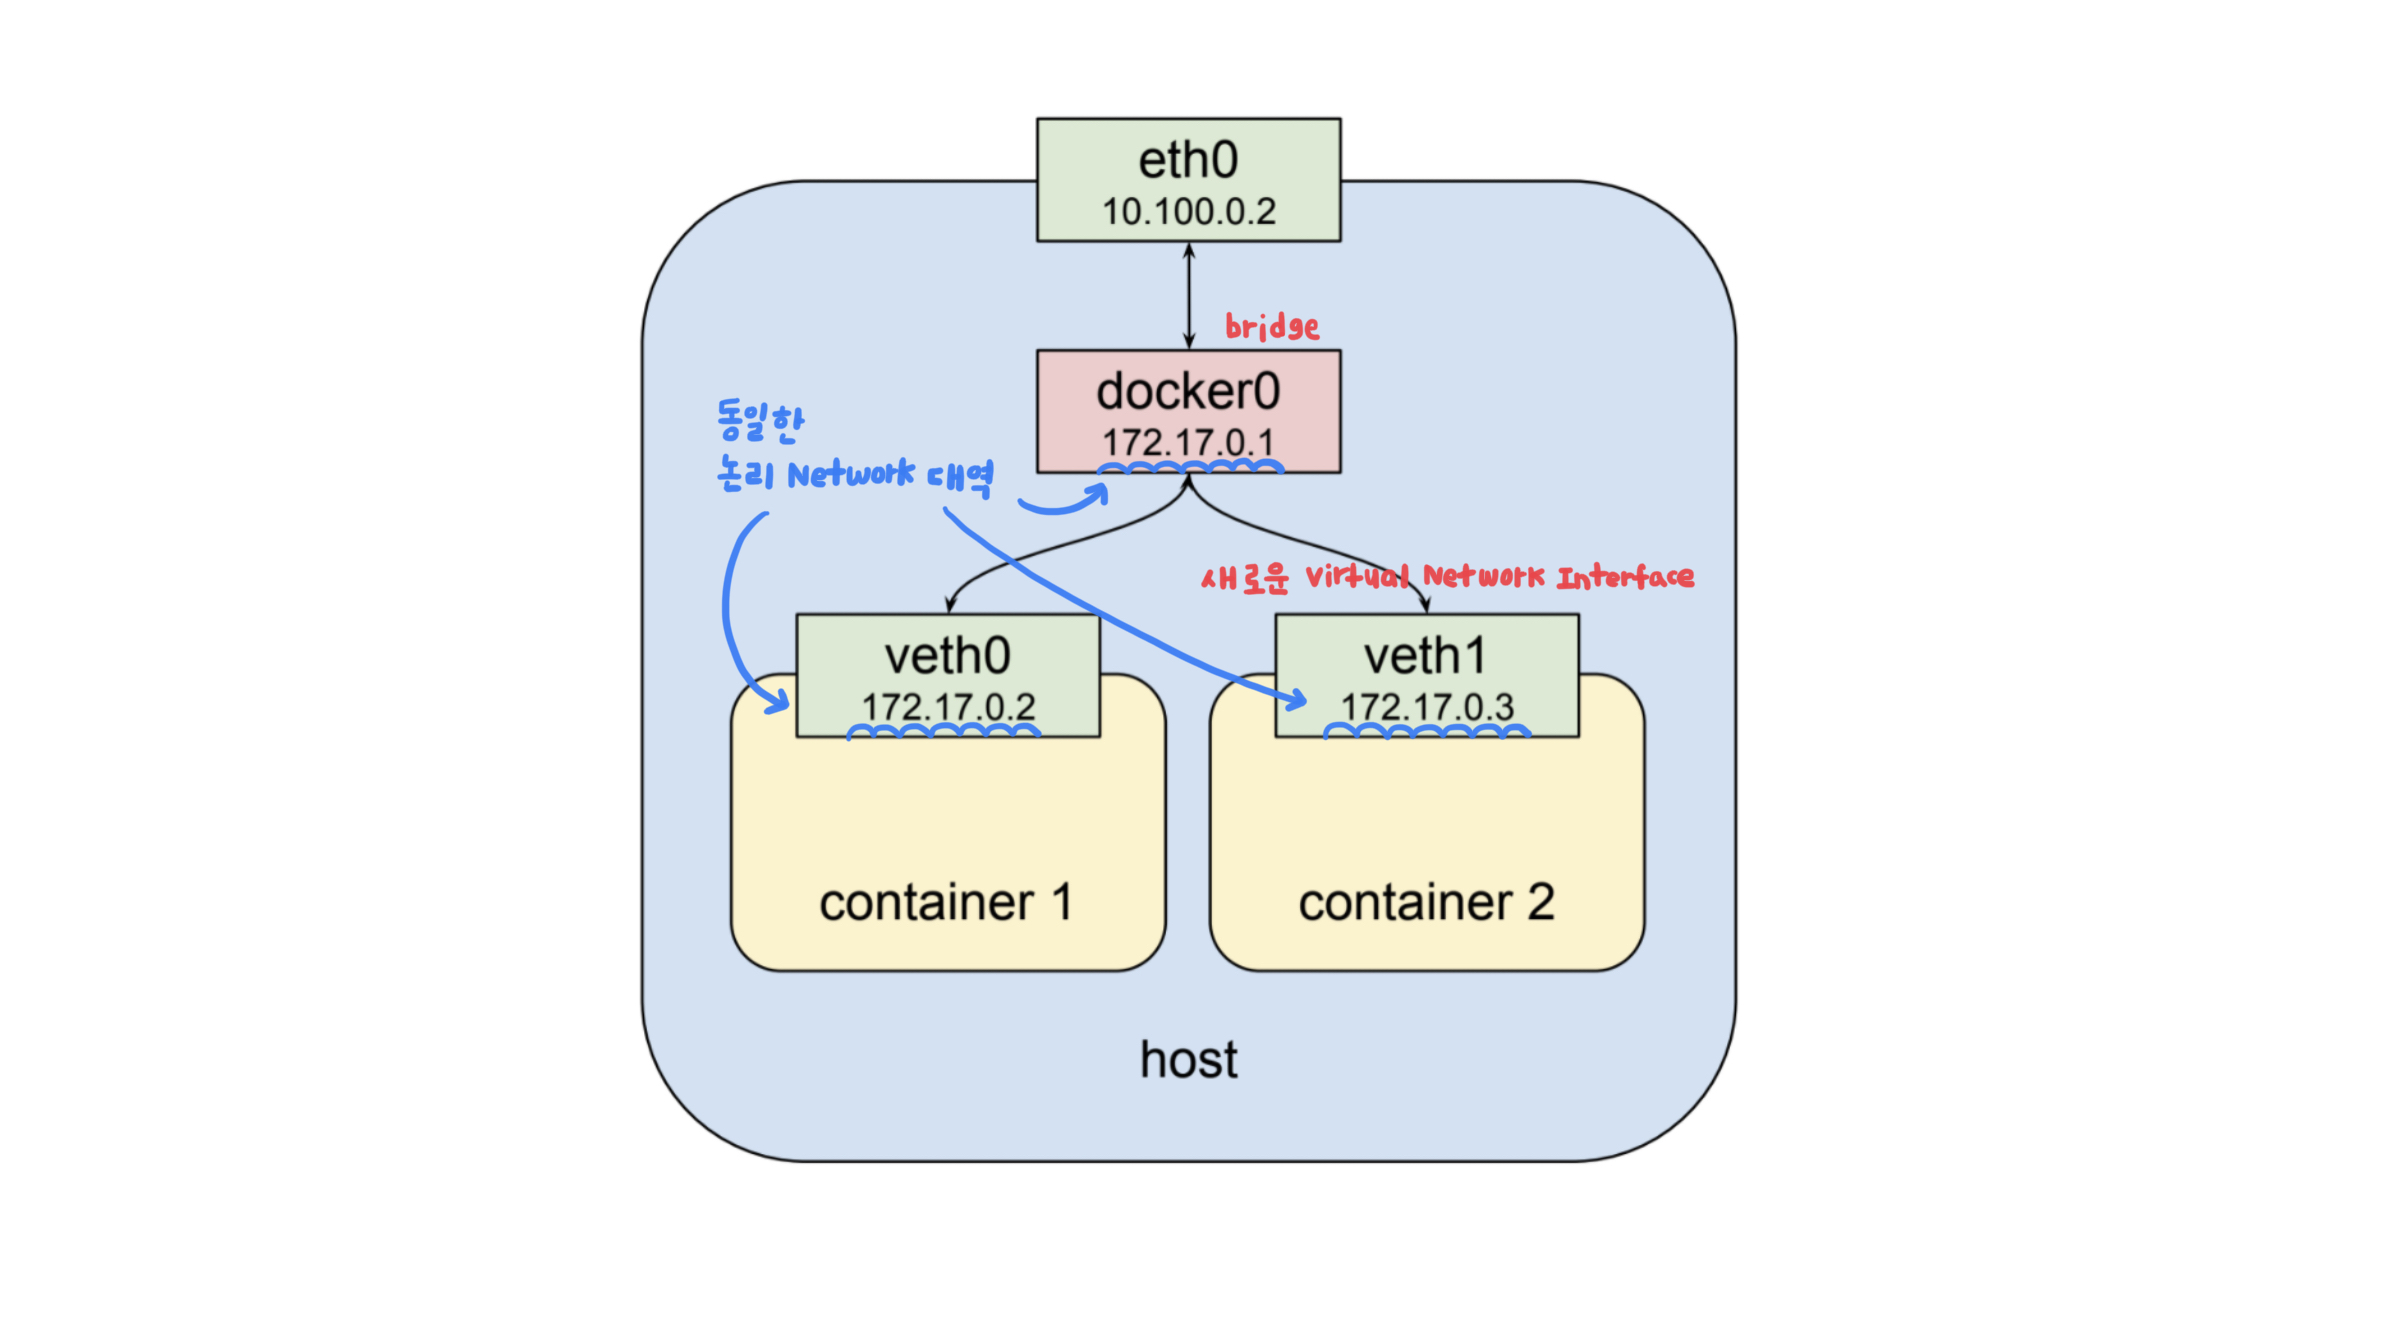 eth0
10.100.0.2
bridge
docker0
172.17.0.1
동일한
논리 Network 대역
새로운 virtual Network Interface
veth0
172.17.0.2
veth1
172.17.0.3
container 1
container 2
host